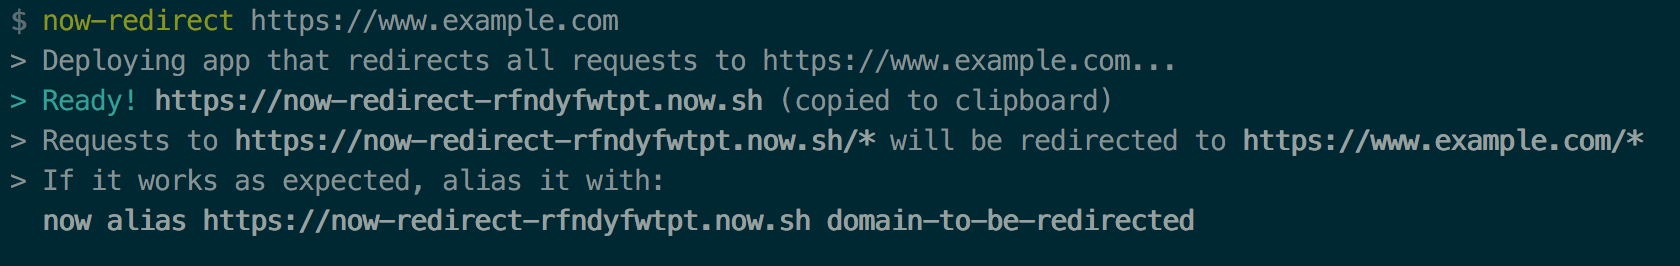 $ now-redirect https://www.example.com
> Deploying app that redirects all requests to https://www.example.com...
> Ready! https://now-redirect-rfndyfwtpt.now.sh (copied to clipboard)
> Requests to https://now-redirect-rfndyfwtpt.now.sh/* will be redirected to https://www.example.com/*
> If it works as expected, alias it with:
  now alias https://now-redirect-rfndyfwtpt.now.sh domain-to-be-redirected